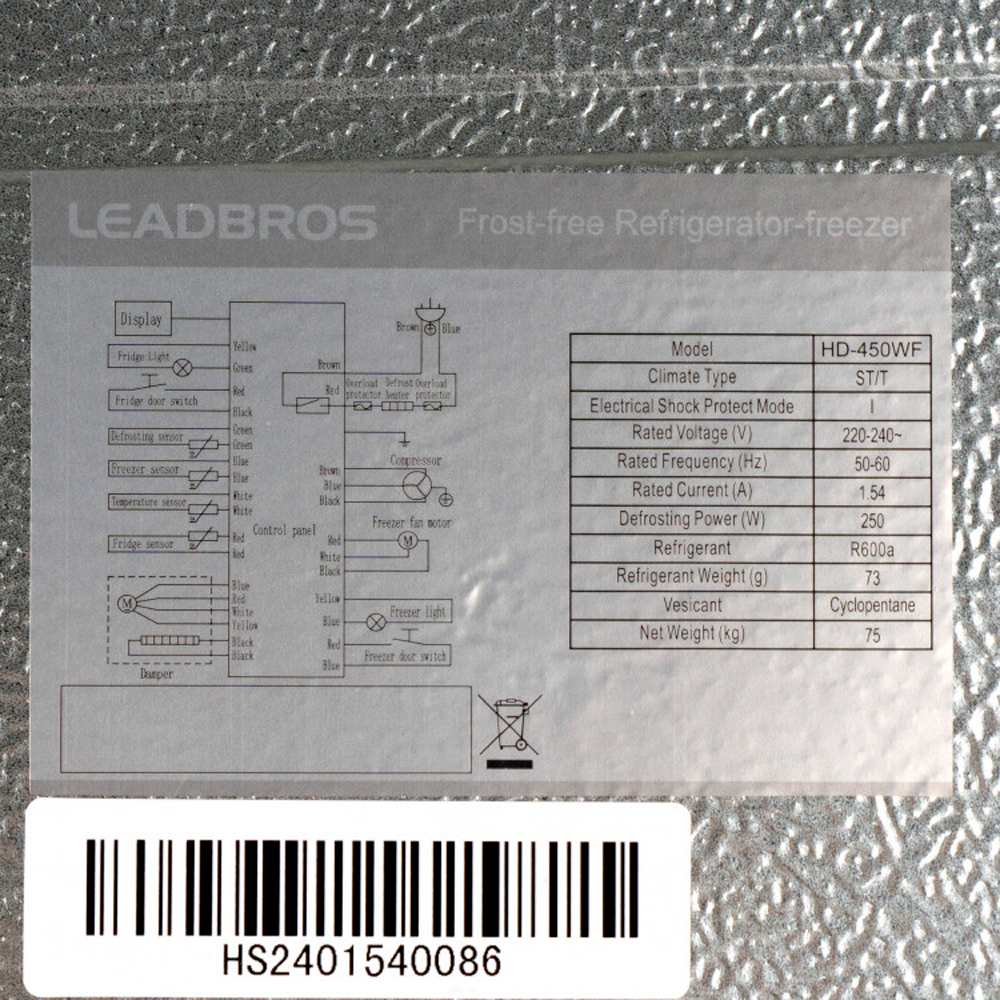 LEADBROS
Frost-free Refrigerator-freezer
Display
Fridge Light
Fridge door switch
Defrosting sensor
Freezer sensor
Temperature sensor
Fridge sensor
M
Damper
Yellow
Green
Red
Black
Green
Green
Blue
Blue
White
White
Red
Red
Blue
Red
White
Yellow
Black
Black
Control panel
Brown
Red
Brown
Blue
Black
Red
White
Black
Yellow
Blue
Red
Blue
Brown Blue
Overload protector
Defrost heater
Overload protector
Compressor
Freezer fan motor
M
Freezer light
Freezer door switch
Model HD-450WF
Climate Type ST/T
Electrical Shock Protect Mode I
Rated Voltage (V) 220-240~
Rated Frequency (Hz) 50-60
Rated Current (A) 1.54
Defrosting Power (W) 250
Refrigerant R600a
Refrigerant Weight (g) 73
Vesicant Cyclopentane
Net Weight (kg) 75
HS2401540086